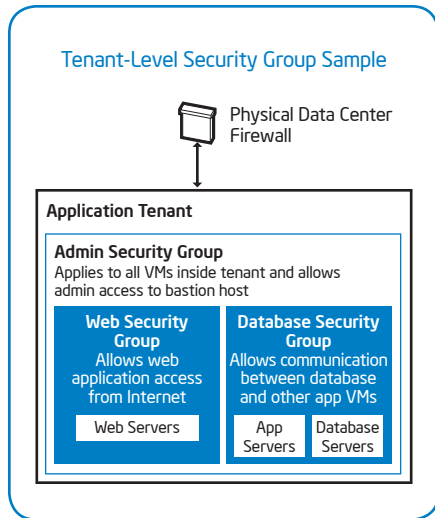 Tenant-Level Security Group Sample
Physical Data Center
Firewall
Application Tenant
Admin Security Group
Applies to all VMs inside tenant and allows
admin access to bastion host
Web Security
Group
Allows web
application access
from Internet
Web Servers
Database Security
Group
Allows communication
between database
and other app VMs
App
Servers
Database
Servers